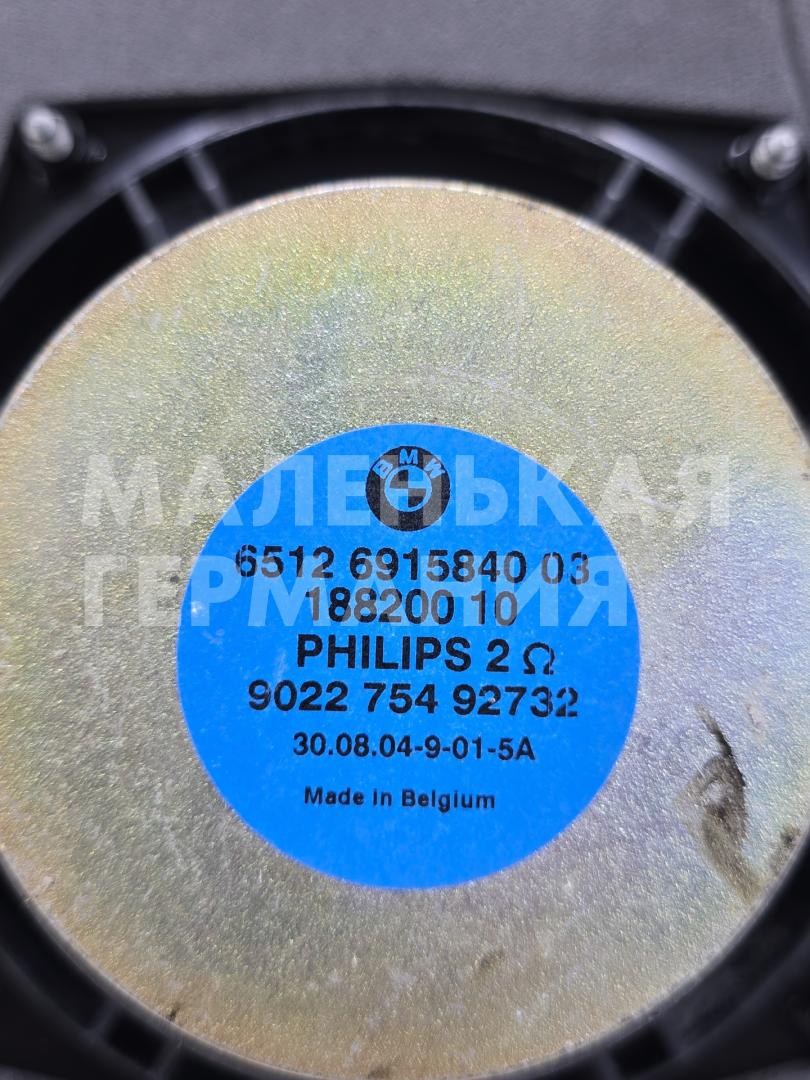 BMW
МАЛЕНЬКАЯ
6512 6915840 03
ГЕРМАНИЯ
188200 10
PHILIPS 2 Ω
9022 754 92732
30.08.04-9-01-5A
Made in Belgium